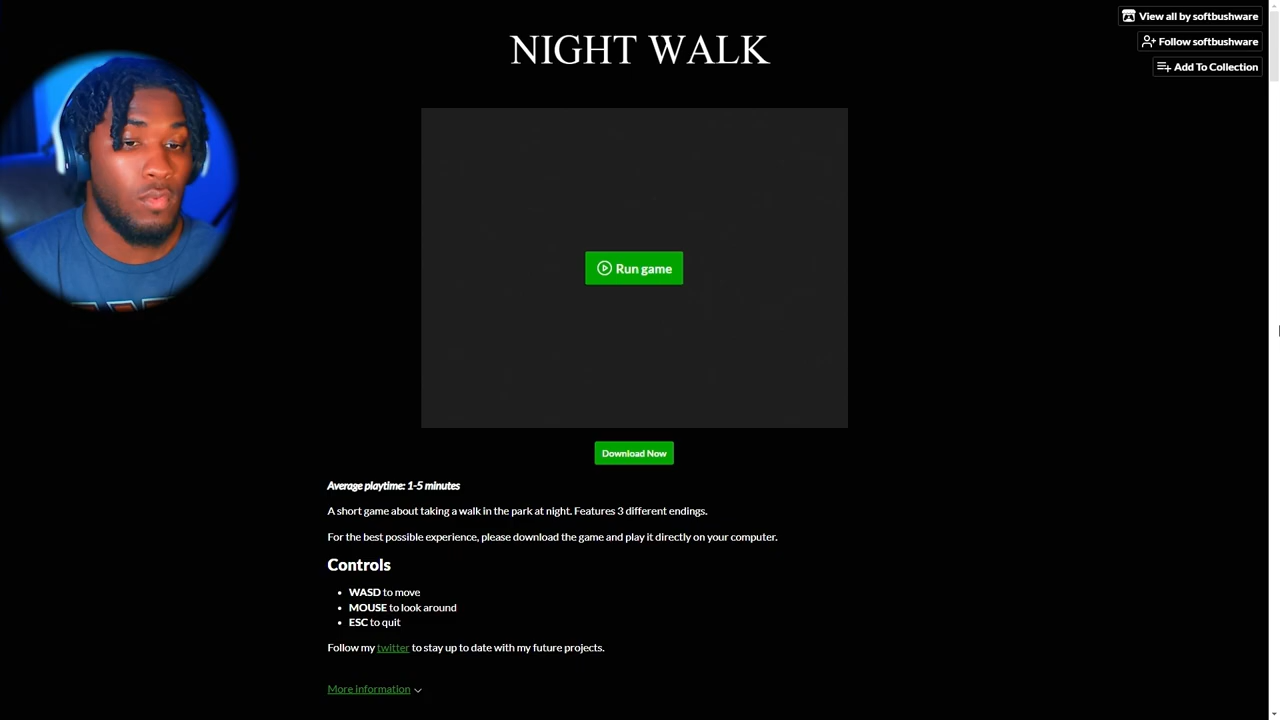 View all by softbushware
Follow softbushware
Add To Collection
NIGHT WALK
Run game
Download Now
Average playtime: 1-5 minutes
A short game about taking a walk in the park at night. Features 3 different endings.
For the best possible experience, please download the game and play it directly on your computer.
Controls
WASD to move
MOUSE to look around
ESC to quit
Follow my twitter to stay up to date with my future projects.
More information